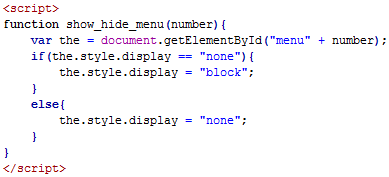 <script>
function show_hide_menu(number){
    var the = document.getElementById("menu" + number);
    if(the.style.display == "none"){
        the.style.display = "block";
    }
    else{
        the.style.display = "none";
    }
}
</script>